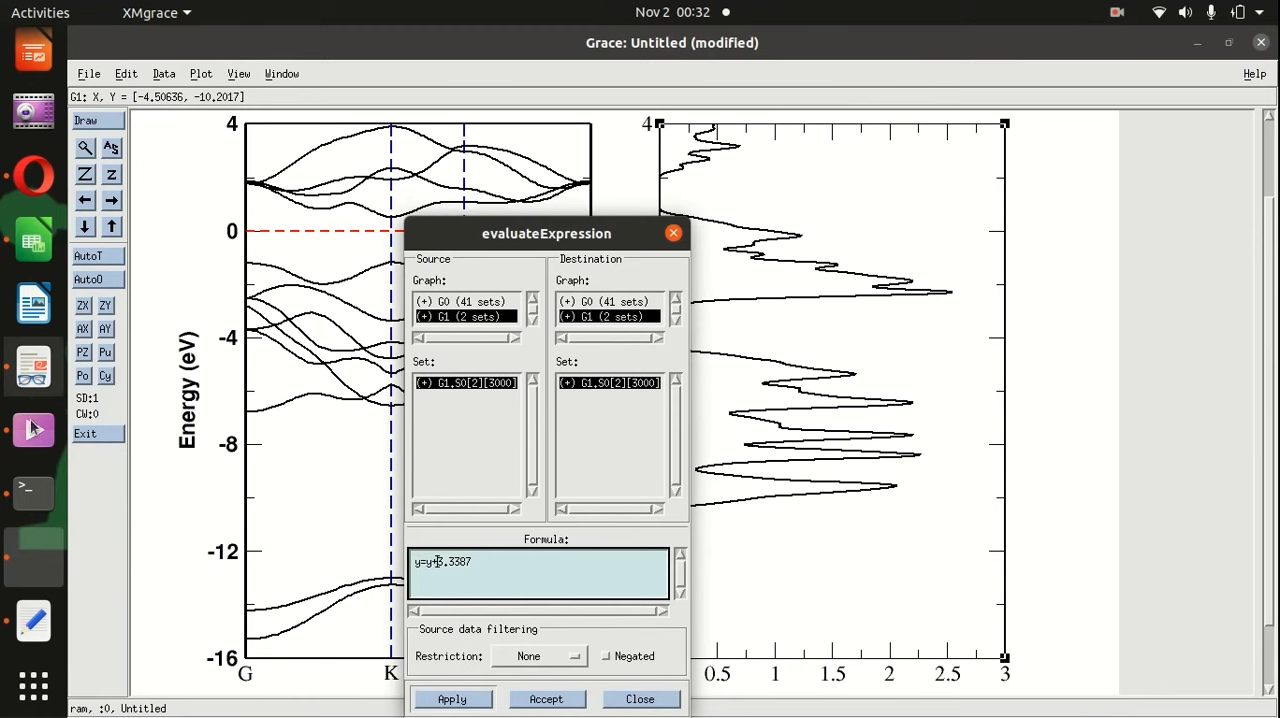 Activities
XMgrace
Nov 2 00:32
Grace: Untitled (modified)
File Edit Data Plot View Window Help
G1: X, Y = [-4.50636, -10.2017]
Draw
AutoT
AutoO
ZX ZY
AX AY
PZ Pu
Po Cy
SD:1
CW:0
Exit
Energy (eV)
4
0
-4
-8
-12
-16
G
K
4
0.5
1
1.5
2
2.5
3
evaluateExpression
Source
Graph:
(+) G0 (41 sets)
(+) G1 (2 sets)
Set:
(+) G1.S0[2][3000]
Destination
Graph:
(+) G0 (41 sets)
(+) G1 (2 sets)
Set:
(+) G1.S0[2][3000]
Formula:
y=y+3.3387
Source data filtering
Restriction: None Negated
Apply Accept Close
ram, :0, Untitled